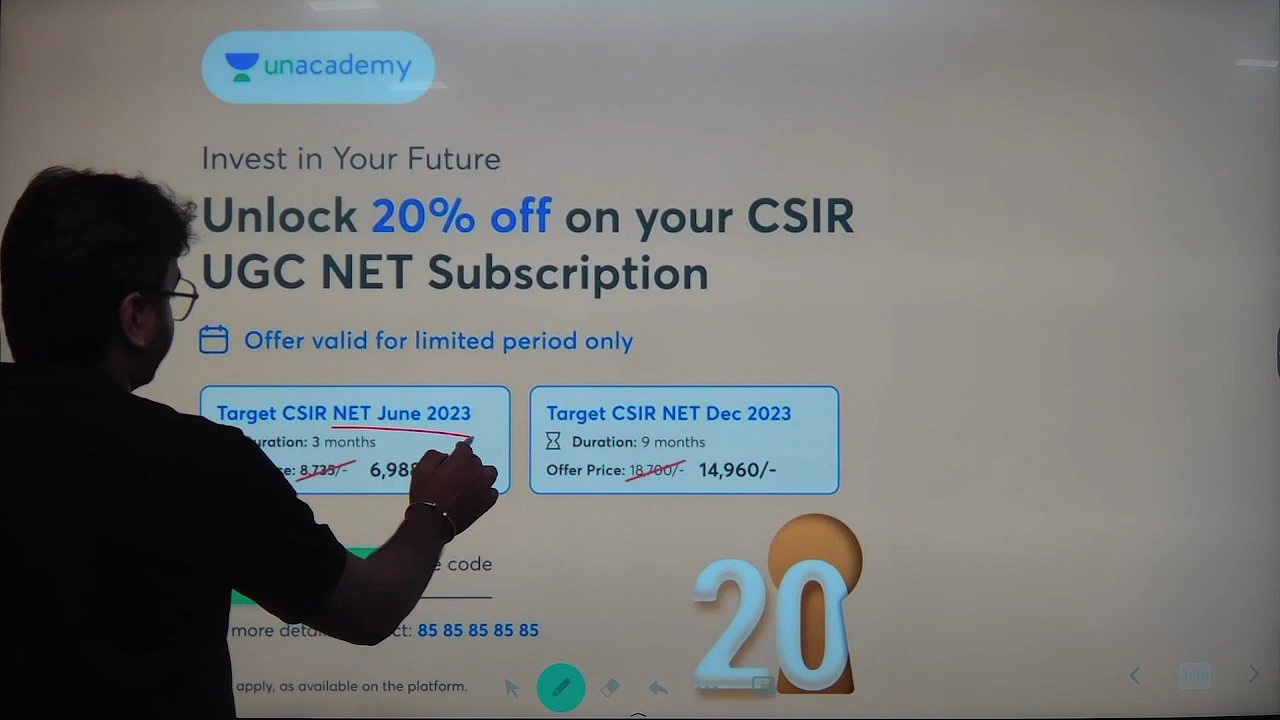 unacademy
Invest in Your Future
Unlock 20% off on your CSIR
UGC NET Subscription
Offer valid for limited period only
Target CSIR NET June 2023
Duration: 3 months
8,735/- 6,988
Target CSIR NET Dec 2023
Duration: 9 months
Offer Price: 18,700/- 14,960/-
code
more 85 85 85 85 85
apply, as available on the platform.
20